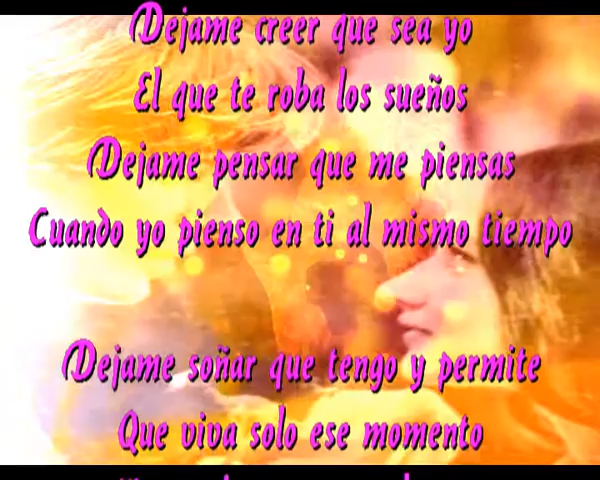 Dejame creer que sea yo
El que te roba los sueños
Dejame pensar que me piensas
Cuando yo pienso en ti al mismo tiempo
Dejame soñar que tengo y permite
Que viva solo ese momento